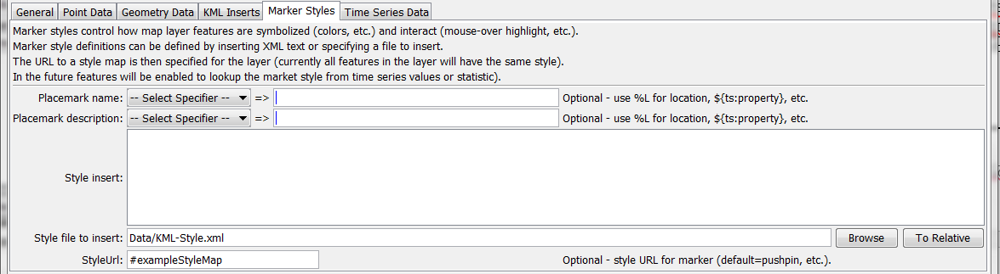 General Point Data Geometry Data KML Inserts Marker Styles Time Series Data
Marker styles control how map layer features are symbolized (colors, etc.) and interact (mouse-over highlight, etc.).
Marker style definitions can be defined by inserting XML text or specifying a file to insert.
The URL to a style map is then specified for the layer (currently all features in the layer will have the same style).
In the future features will be enabled to lookup the market style from time series values or statistic).
Placemark name: -- Select Specifier -- => Optional - use %L for location, ${ts:property}, etc.
Placemark description: -- Select Specifier -- => Optional - use %L for location, ${ts:property}, etc.
Style insert:
Style file to insert: Data/KML-Style.xml Browse To Relative
StyleUrl: #exampleStyleMap Optional - style URL for marker (default=pushpin, etc.).